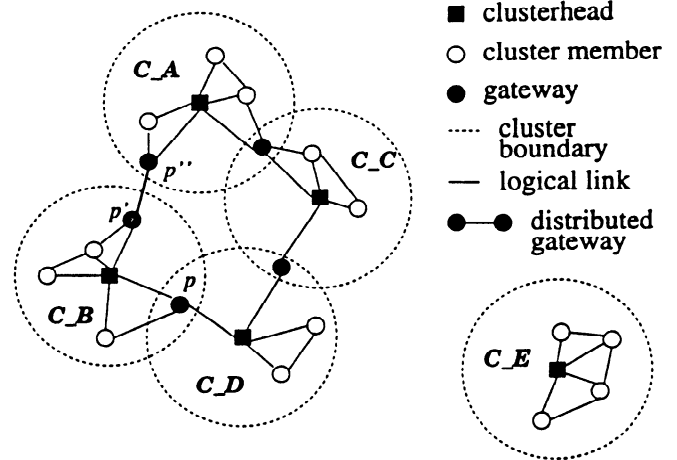 clusterhead
C_A
cluster member
gateway
cluster
boundary
C_C
p''
logical link
p'
distributed
gateway
p
C_B
C_D
C_E